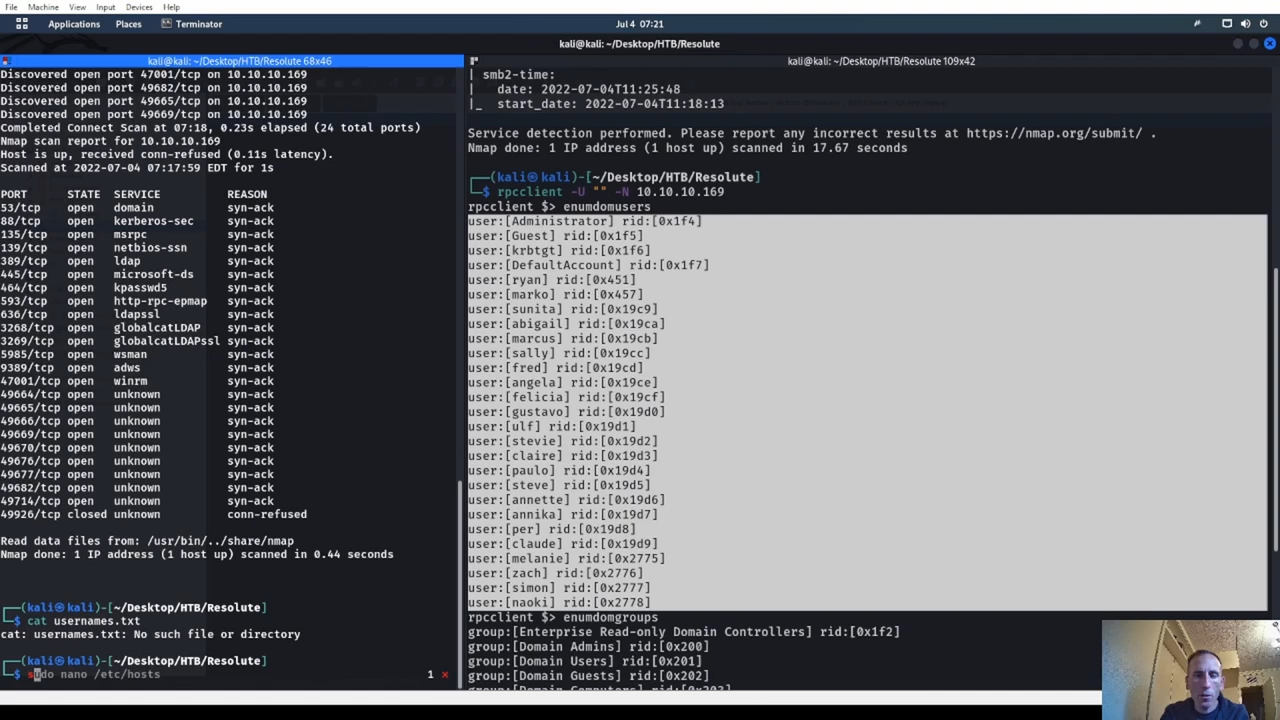 File Machine View Input Devices Help
Applications Places Terminator Jul 4 07:21
kali@kali: ~/Desktop/HTB/Resolute
kali@kali: ~/Desktop/HTB/Resolute 68x46
Discovered open port 47001/tcp on 10.10.10.169
Discovered open port 49682/tcp on 10.10.10.169
Discovered open port 49665/tcp on 10.10.10.169
Discovered open port 49669/tcp on 10.10.10.169
Completed Connect Scan at 07:18, 0.23s elapsed (24 total ports)
Nmap scan report for 10.10.10.169
Host is up, received conn-refused (0.11s latency).
Scanned at 2022-07-04 07:17:59 EDT for 1s
PORT STATE SERVICE REASON
53/tcp open domain syn-ack
88/tcp open kerberos-sec syn-ack
135/tcp open msrpc syn-ack
139/tcp open netbios-ssn syn-ack
389/tcp open ldap syn-ack
445/tcp open microsoft-ds syn-ack
464/tcp open kpasswd5 syn-ack
593/tcp open http-rpc-epmap syn-ack
636/tcp open ldapssl syn-ack
3268/tcp open globalcatLDAP syn-ack
3269/tcp open globalcatLDAPssl syn-ack
5985/tcp open wsman syn-ack
9389/tcp open adws syn-ack
47001/tcp open winrm syn-ack
49664/tcp open unknown syn-ack
49665/tcp open unknown syn-ack
49666/tcp open unknown syn-ack
49669/tcp open unknown syn-ack
49670/tcp open unknown syn-ack
49676/tcp open unknown syn-ack
49677/tcp open unknown syn-ack
49682/tcp open unknown syn-ack
49714/tcp open unknown syn-ack
49926/tcp closed unknown conn-refused
Read data files from: /usr/bin/../share/nmap
Nmap done: 1 IP address (1 host up) scanned in 0.44 seconds
┌──(kali㉿kali)-[~/Desktop/HTB/Resolute]
└─$ cat usernames.txt
cat: usernames.txt: No such file or directory
┌──(kali㉿kali)-[~/Desktop/HTB/Resolute]
└─$ sudo nano /etc/hosts 1 ⨯
kali@kali: ~/Desktop/HTB/Resolute 109x42
| smb2-time:
|   date: 2022-07-04T11:25:48
|_  start_date: 2022-07-04T11:18:13
Service detection performed. Please report any incorrect results at https://nmap.org/submit/ .
Nmap done: 1 IP address (1 host up) scanned in 17.67 seconds
┌──(kali㉿kali)-[~/Desktop/HTB/Resolute]
└─$ rpcclient -U "" -N 10.10.10.169
rpcclient $> enumdomusers
user:[Administrator] rid:[0x1f4]
user:[Guest] rid:[0x1f5]
user:[krbtgt] rid:[0x1f6]
user:[DefaultAccount] rid:[0x1f7]
user:[ryan] rid:[0x451]
user:[marko] rid:[0x457]
user:[sunita] rid:[0x19c9]
user:[abigail] rid:[0x19ca]
user:[marcus] rid:[0x19cb]
user:[sally] rid:[0x19cc]
user:[fred] rid:[0x19cd]
user:[angela] rid:[0x19ce]
user:[felicia] rid:[0x19cf]
user:[gustavo] rid:[0x19d0]
user:[ulf] rid:[0x19d1]
user:[stevie] rid:[0x19d2]
user:[claire] rid:[0x19d3]
user:[paulo] rid:[0x19d4]
user:[steve] rid:[0x19d5]
user:[annette] rid:[0x19d6]
user:[annika] rid:[0x19d7]
user:[per] rid:[0x19d8]
user:[claude] rid:[0x19d9]
user:[melanie] rid:[0x2775]
user:[zach] rid:[0x2776]
user:[simon] rid:[0x2777]
user:[naoki] rid:[0x2778]
rpcclient $> enumdomgroups
group:[Enterprise Read-only Domain Controllers] rid:[0x1f2]
group:[Domain Admins] rid:[0x200]
group:[Domain Users] rid:[0x201]
group:[Domain Guests] rid:[0x202]
group:[Domain Computers] rid:[0x203]